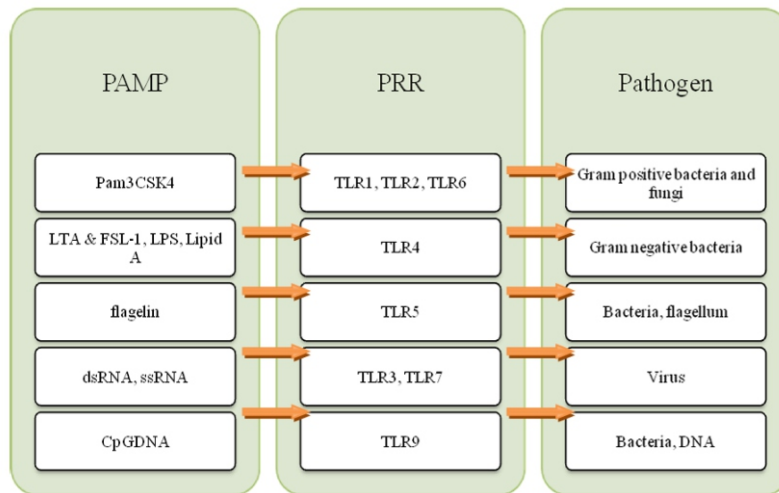 PAMP
PRR
Pathogen
Pam3CSK4
TLR1, TLR2, TLR6
Gram positive bacteria and
fungi
LTA & FSL-1, LPS, Lipid
A
TLR4
Gram negative bacteria
flagelin
TLR5
Bacteria, flagellum
dsRNA, ssRNA
TLR3, TLR7
Virus
CpGDNA
TLR9
Bacteria, DNA